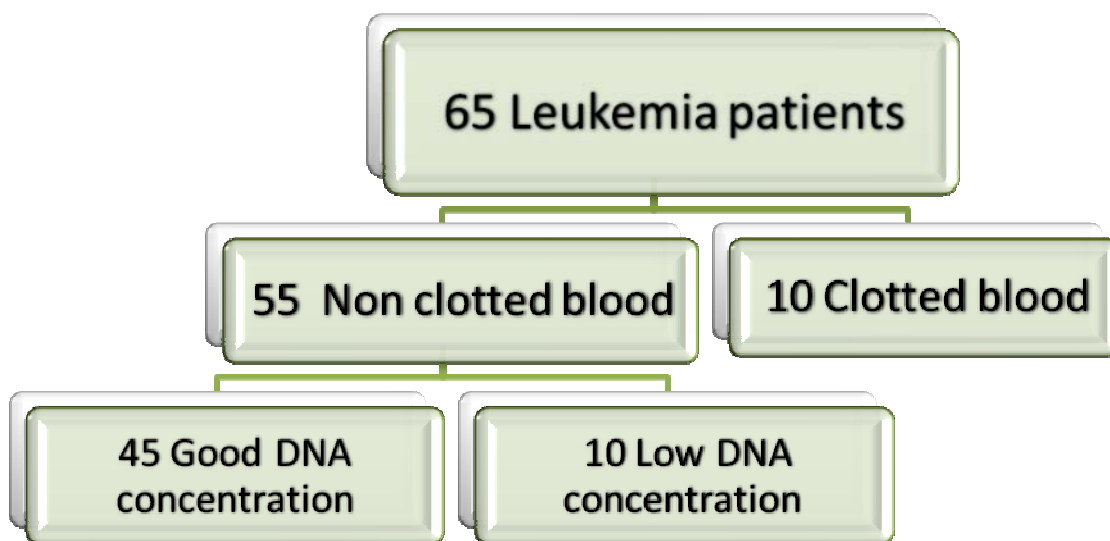 65 Leukemia patients
55 Non clotted blood
10 Clotted blood
45 Good DNA
concentration
10 Low DNA
concentration